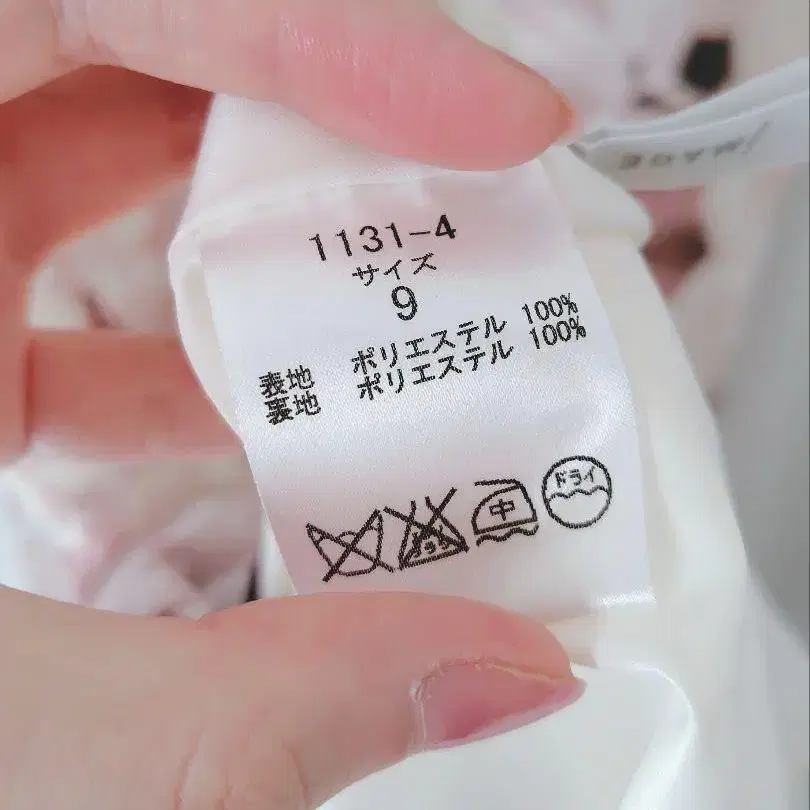 1131-4
サイズ
9
表地 ポリエステル 100%
裏地 ポリエステル 100%
中
ドライ